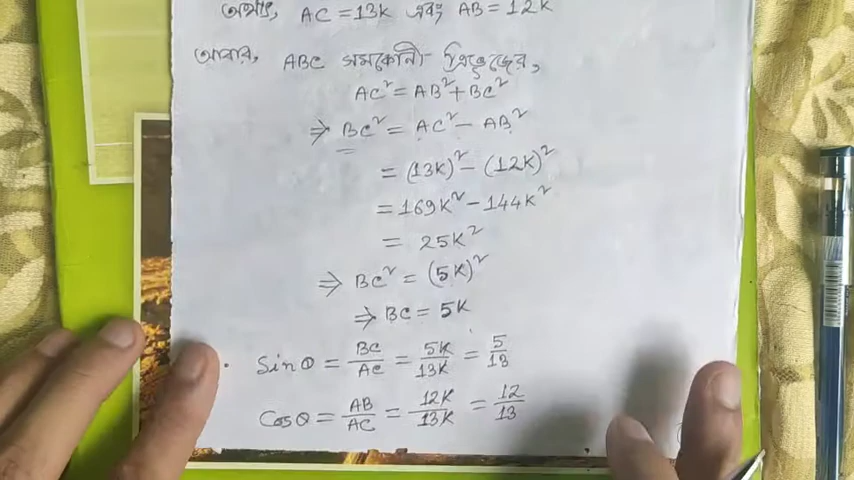 অর্থাৎ, AC = 13K এবং AB = 12K
আবার, ABC সমকোনী ত্রিভুজের,
AC² = AB² + BC²
⇒ BC² = AC² - AB²
= (13K)² - (12K)²
= 169K² - 144K²
= 25K²
⇒ BC² = (5K)²
⇒ BC = 5K
Sinθ = BC/AC = 5K/13K = 5/13
Cosθ = AB/AC = 12K/13K = 12/13